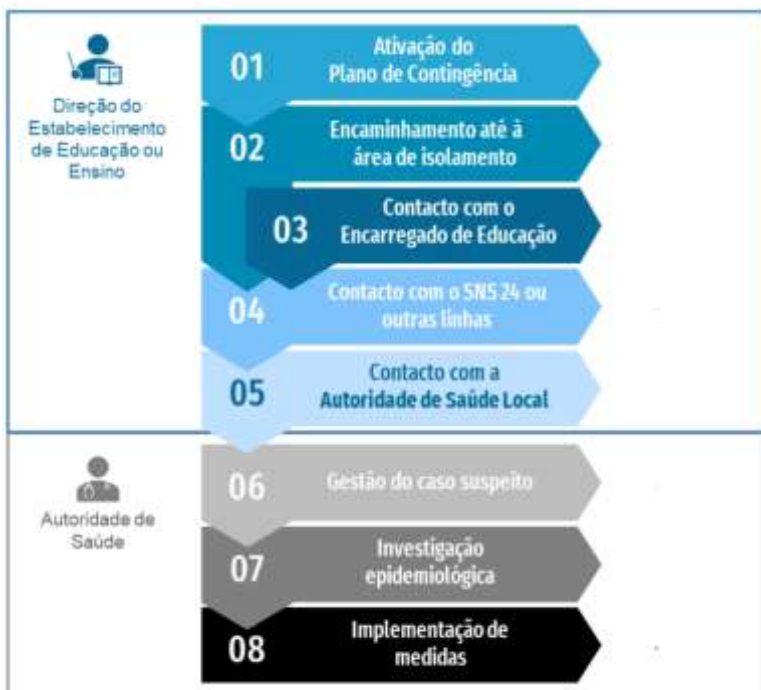 Direção do
Estabelecimento
de Educação ou
Ensino
01
Ativação do
Plano de Contingência
02
Encaminhamento até à
área de isolamento
03
Contacto com o
Encarregado de Educação
04
Contacto com o SNS 24 ou
outras linhas
05
Contacto com a
Autoridade de Saúde Local
Autoridade de
Saúde
06
Gestão do caso suspeito
07
Investigação
epidemiológica
08
Implementação de
medidas